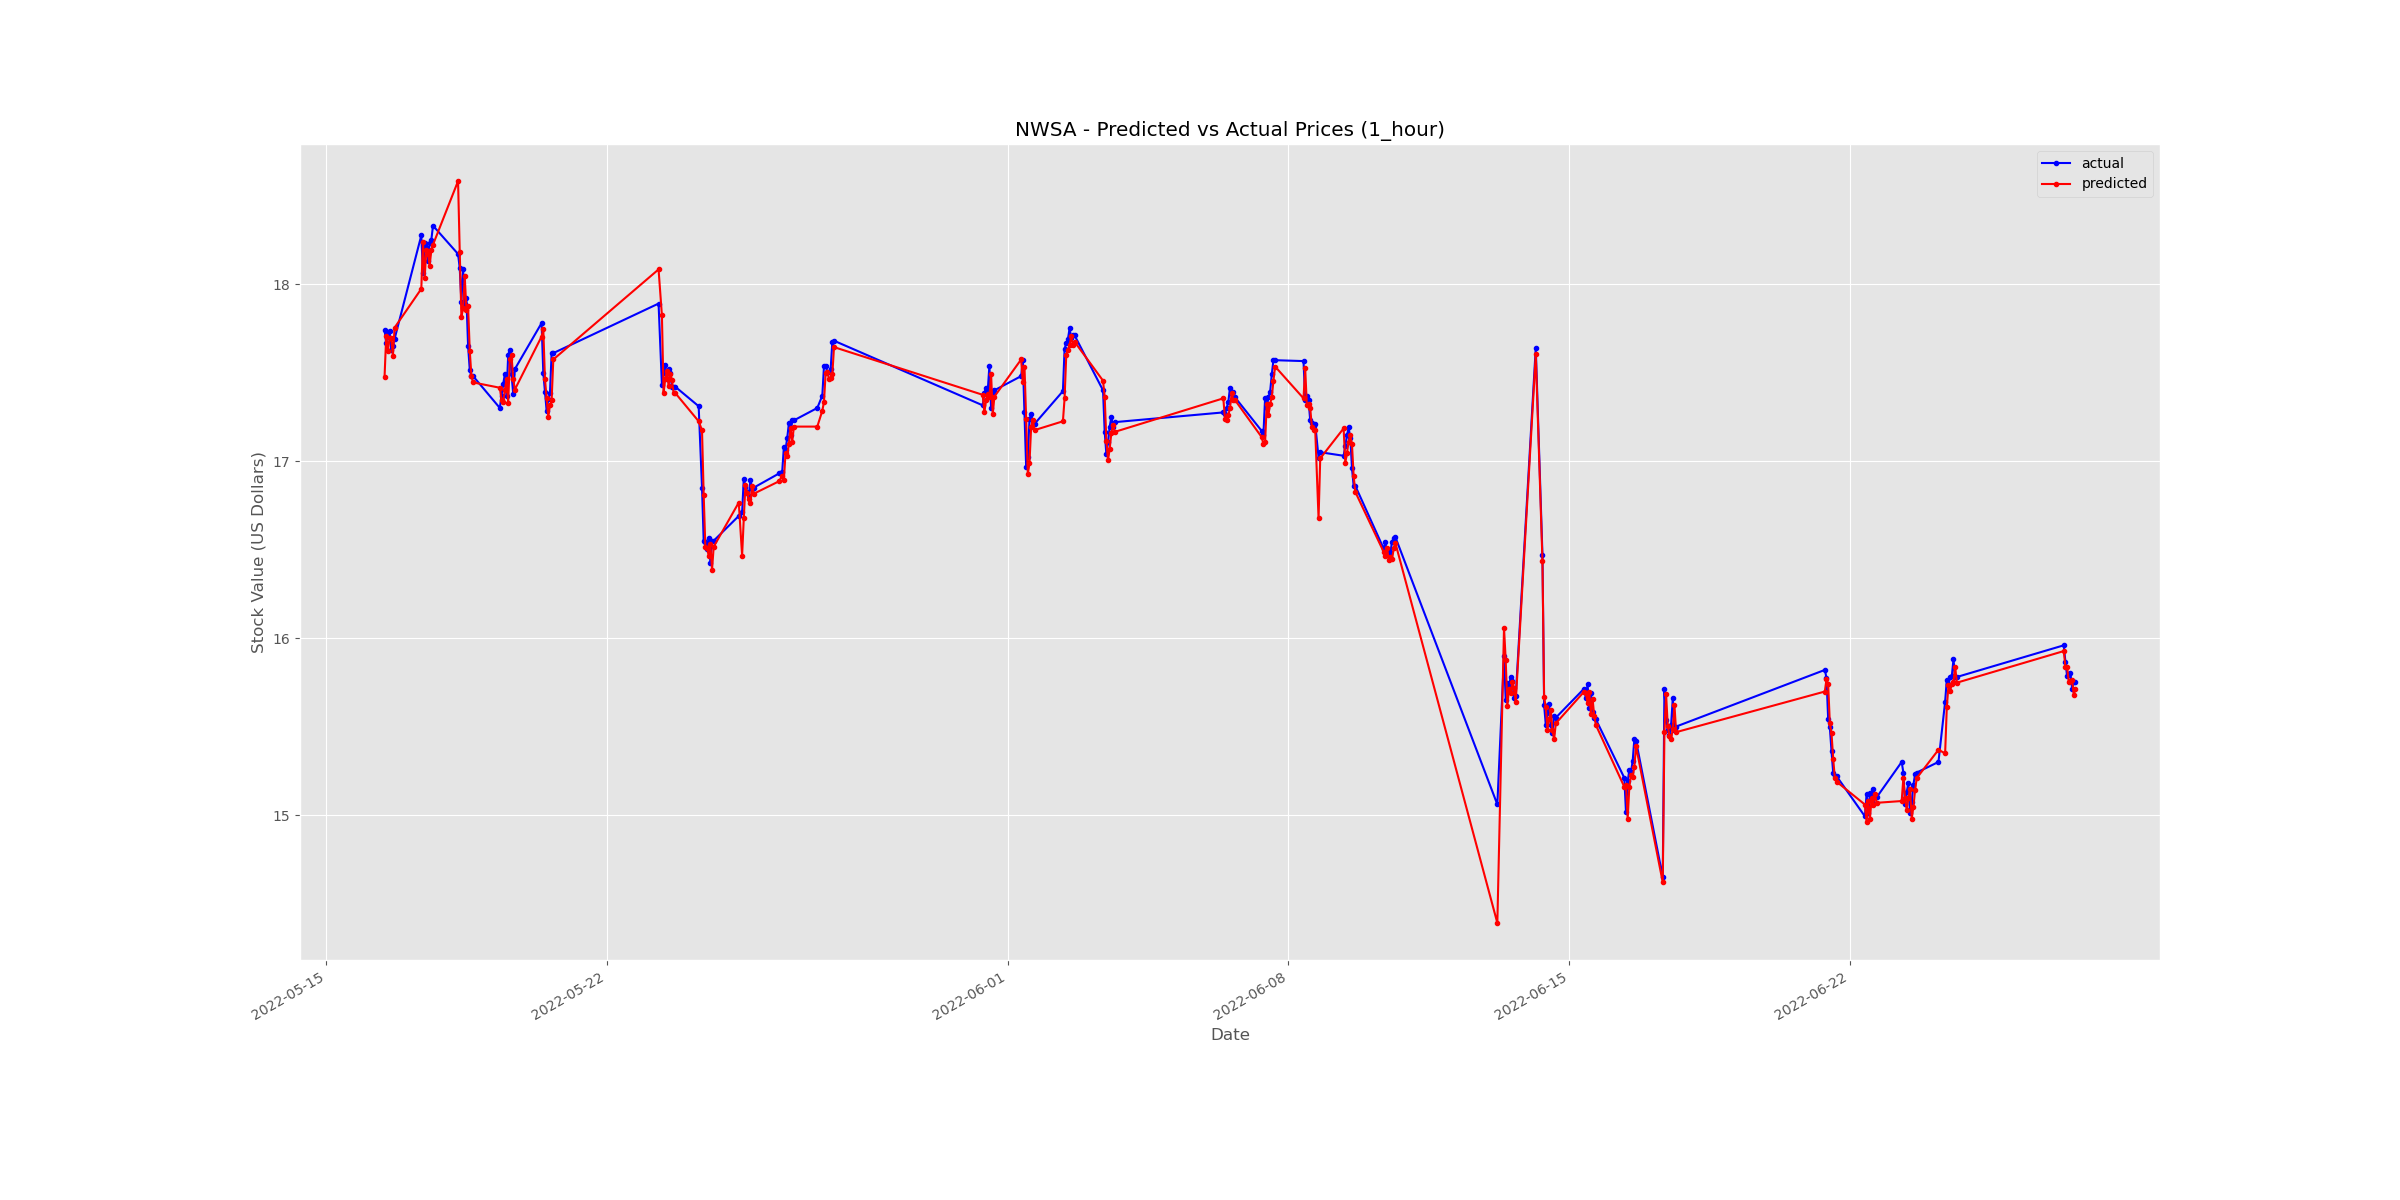 NWSA - Predicted vs Actual Prices (1_hour)
actual
predicted
Stock Value (US Dollars)
18
17
16
15
2022-05-15
2022-05-22
2022-06-01
2022-06-08
2022-06-15
2022-06-22
Date